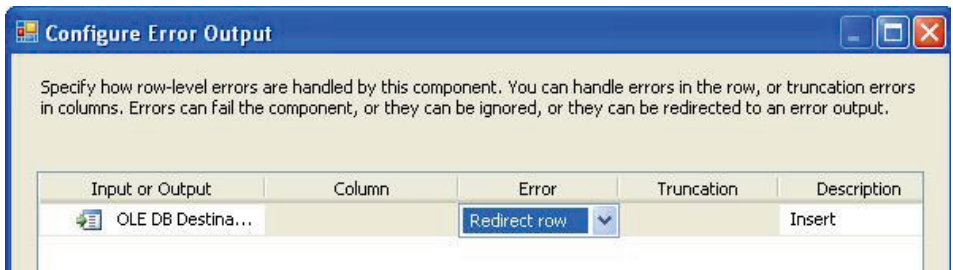 Configure Error Output
Specify how row-level errors are handled by this component. You can handle errors in the row, or truncation errors
in columns. Errors can fail the component, or they can be ignored, or they can be redirected to an error output.
Input or Output Column Error Truncation Description
OLE DB Destina... Redirect row Insert